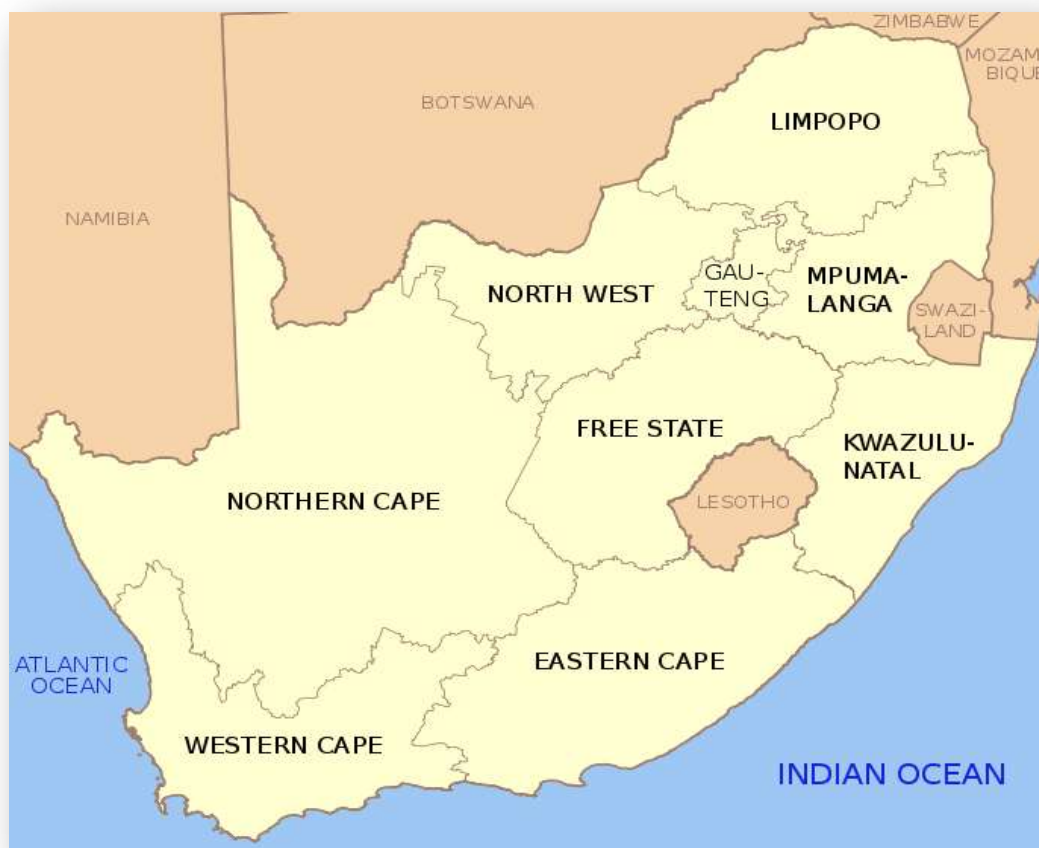 ZIMBABWE
MOZAM-
BIQUE
BOTSWANA
LIMPOPO
NAMIBIA
NORTH WEST
GAU-
TENG
MPUMA-
LANGA
SWAZI-
LAND
FREE STATE
KWAZULU-
NATAL
NORTHERN CAPE
LESOTHO
ATLANTIC
OCEAN
EASTERN CAPE
WESTERN CAPE
INDIAN OCEAN